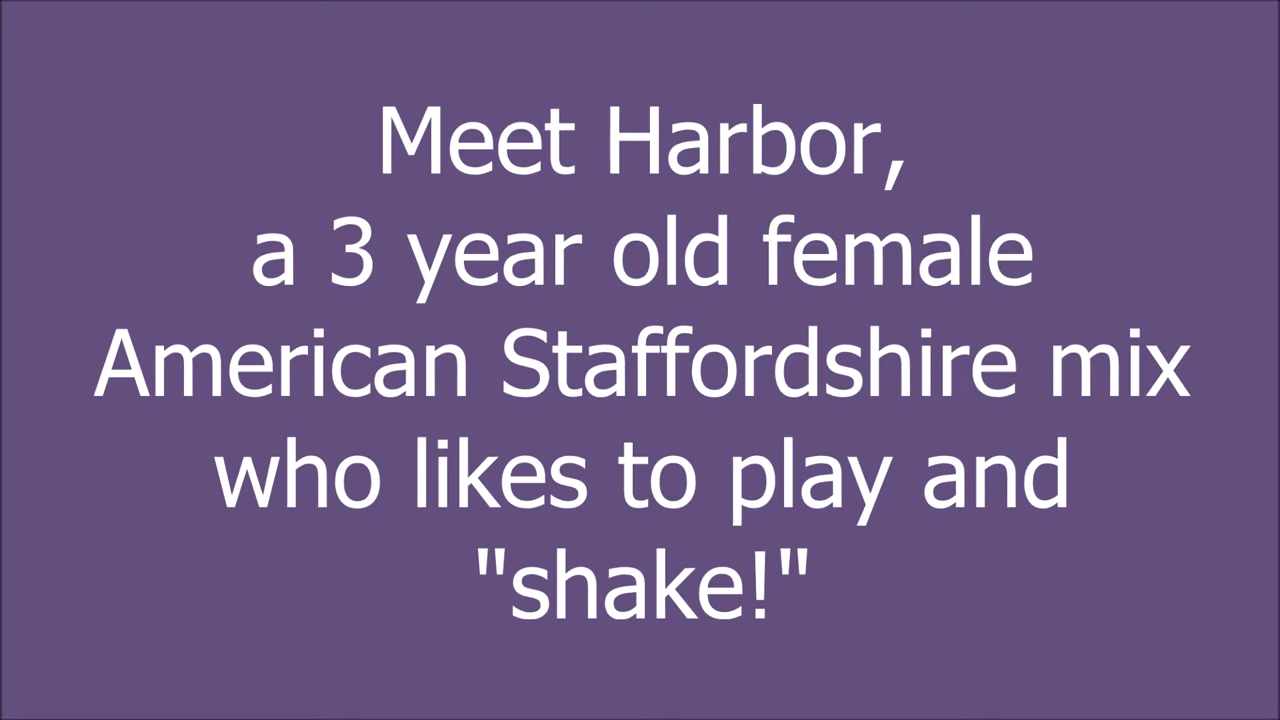 Meet Harbor,
a 3 year old female
American Staffordshire mix
who likes to play and
"shake!"